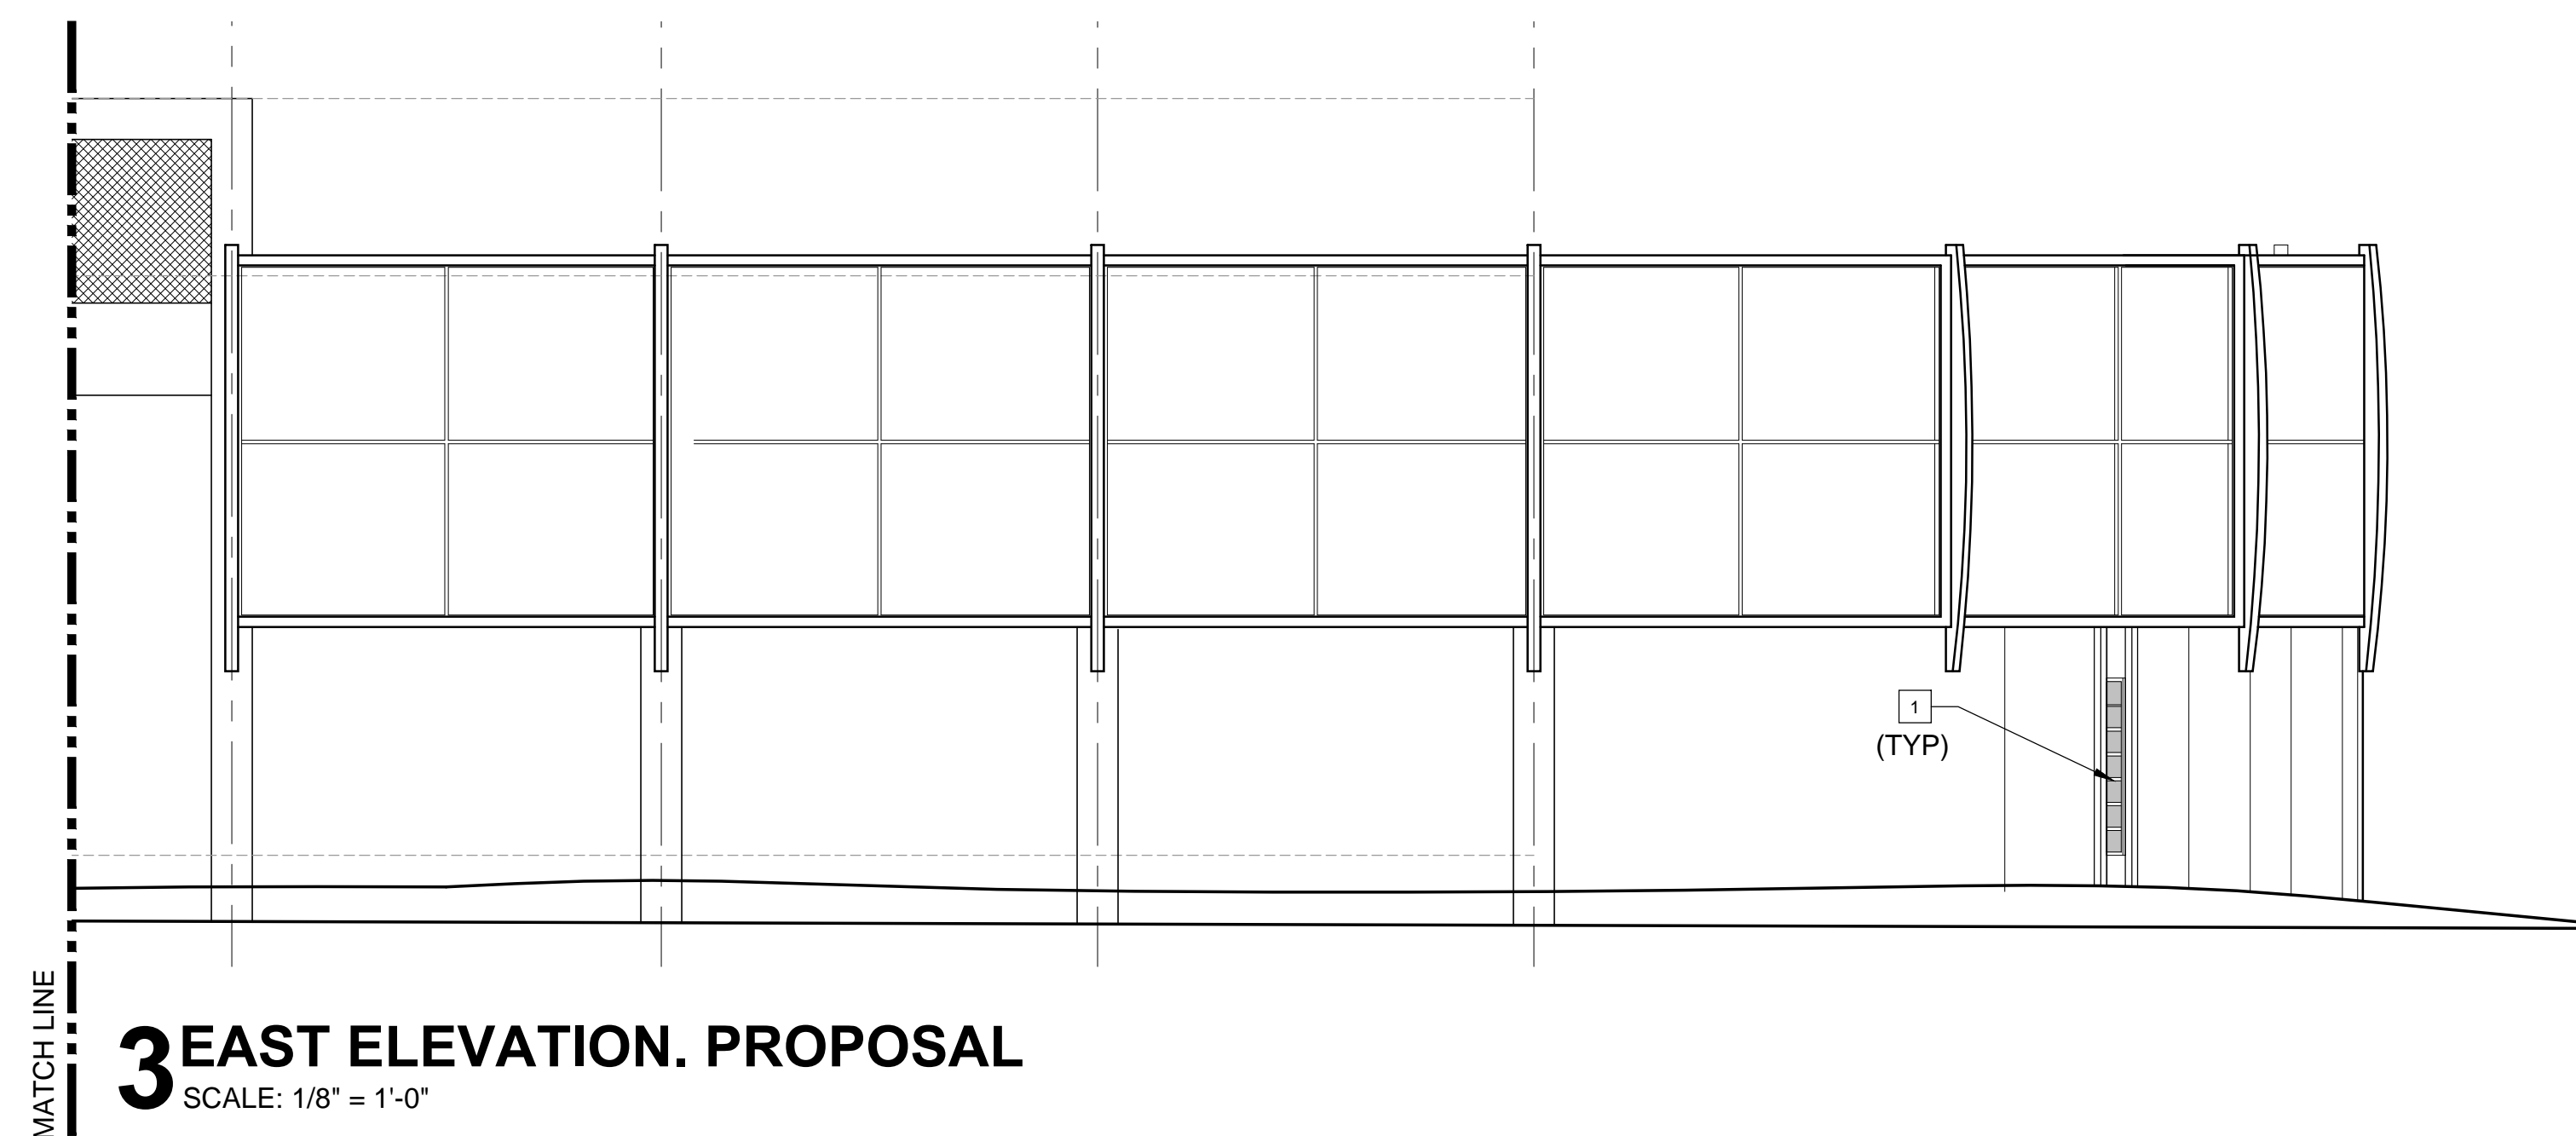 1
(TYP)
MATCH LINE
3 EAST ELEVATION. PROPOSAL
SCALE: 1/8" = 1'-0"